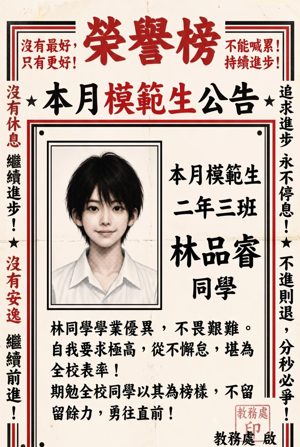 榮譽榜
沒有最好，
只有更好！
不能喊累！
持續進步！
★本月模範生公告★
沒有休息 繼續進步！★沒有安逸 繼續前進！
追求進步 永不停息！★不進則退，分秒必爭！
本月模範生
二年三班
林品睿
同學
林同學學業優異，不畏艱難。
自我要求極高，從不懈怠，堪為
全校表率！
期勉全校同學以其為榜樣，不留
留餘力，勇往直前！
教務處
印
教務處 啟